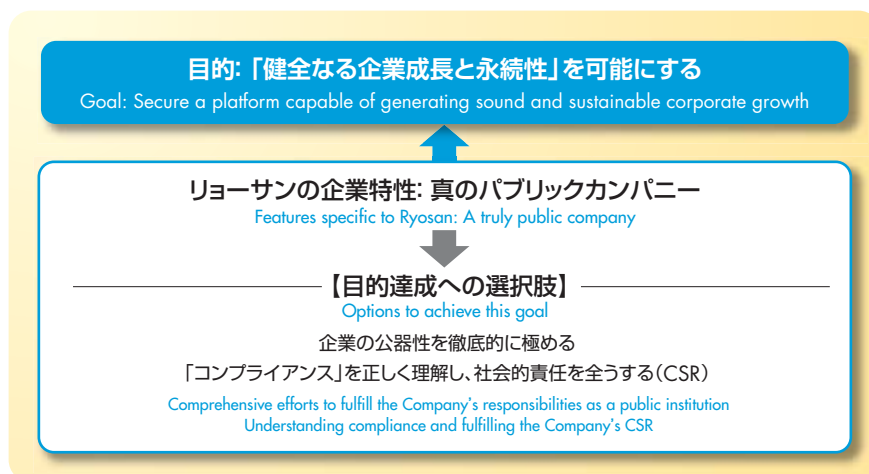 目的:「健全なる企業成長と永続性」を可能にする
Goal: Secure a platform capable of generating sound and sustainable corporate growth
リョーサンの企業特性: 真のパブリックカンパニー
Features specific to Ryosan: A truly public company
【目的達成への選択肢】
Options to achieve this goal
企業の公器性を徹底的に極める
「コンプライアンス」を正しく理解し、社会的責任を全うする(CSR)
Comprehensive efforts to fulfill the Company's responsibilities as a public institution
Understanding compliance and fulfilling the Company's CSR